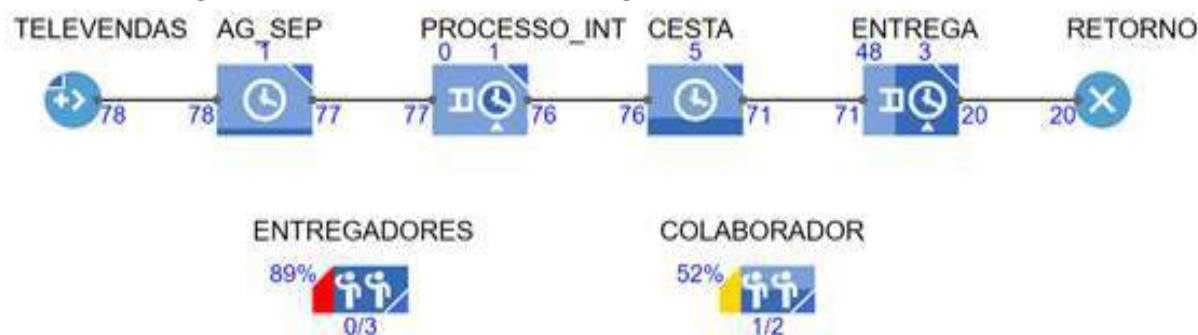 TELEVENDAS AG_SEP PROCESSO_INT CESTA ENTREGA RETORNO
1 0 1 5 48 3
78 78 77 77 76 76 71 71 20 20
ENTREGADORES COLABORADOR
89% 52%
0/3 1/2